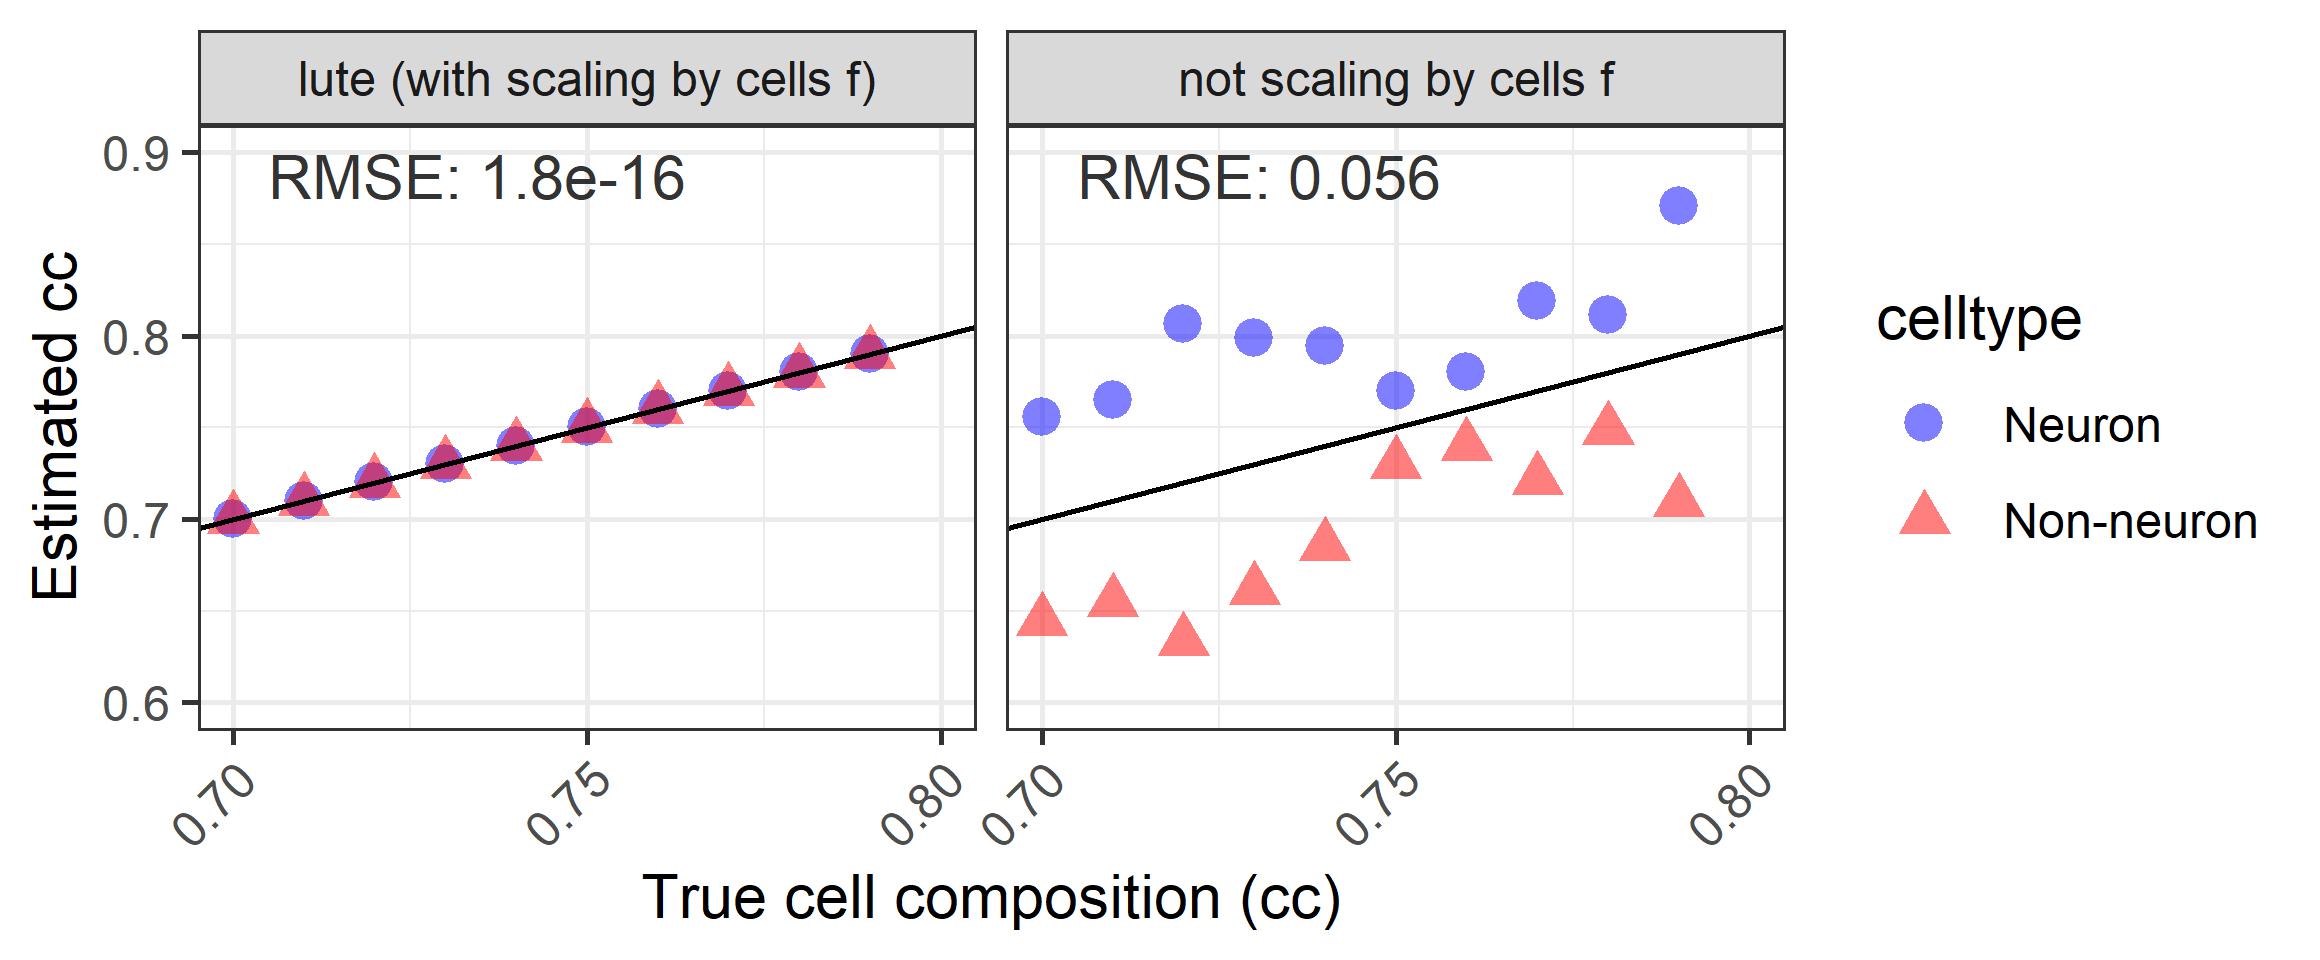 lute (with scaling by cells f)
not scaling by cells f
RMSE: 1.8e-16
RMSE: 0.056
Estimated cc
0.9
0.8
0.7
0.6
0.70
0.75
0.80
0.70
0.75
0.80
True cell composition (cc)
celltype
Neuron
Non-neuron